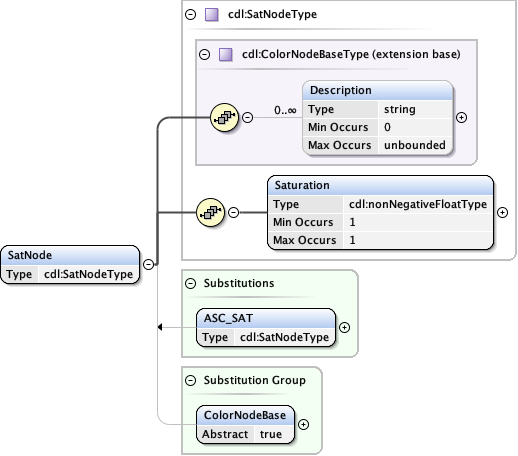 cdl:SatNodeType
cdl:ColorNodeBaseType (extension base)
Description
0..∞
Type string
Min Occurs 0
Max Occurs unbounded
Saturation
Type cdl:nonNegativeFloatType
Min Occurs 1
Max Occurs 1
SatNode
Type cdl:SatNodeType
Substitutions
ASC_SAT
Type cdl:SatNodeType
Substitution Group
ColorNodeBase
Abstract true